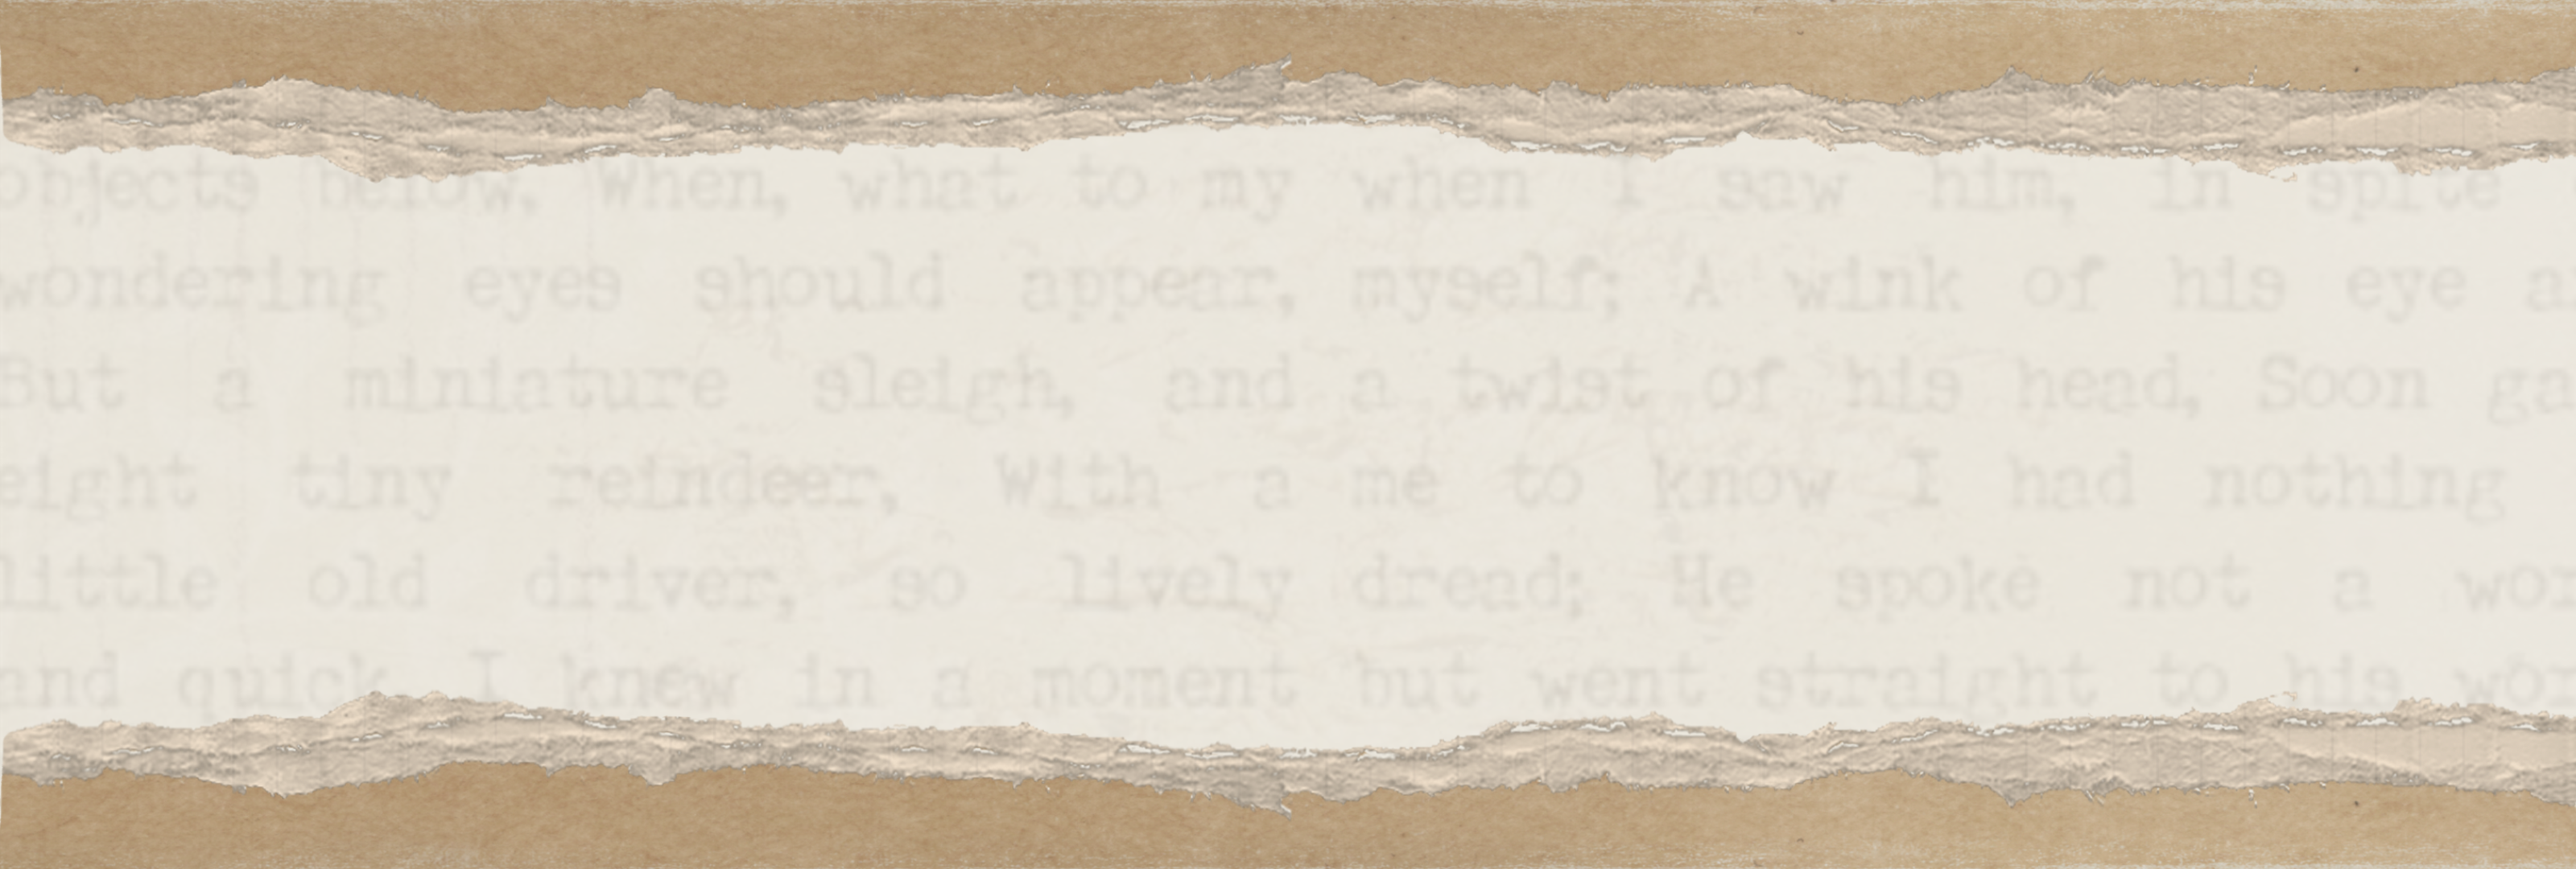 objects below. When, what to my when I saw him, in spite
wondering eyes should appear, myself; A wink of his eye a
But a miniature sleigh, and a twist of his head, Soon ga
eight tiny reindeer, With a me to know I had nothing
little old driver, so lively dread; He spoke not a wor
and quick I knew in a moment but went straight to his wor